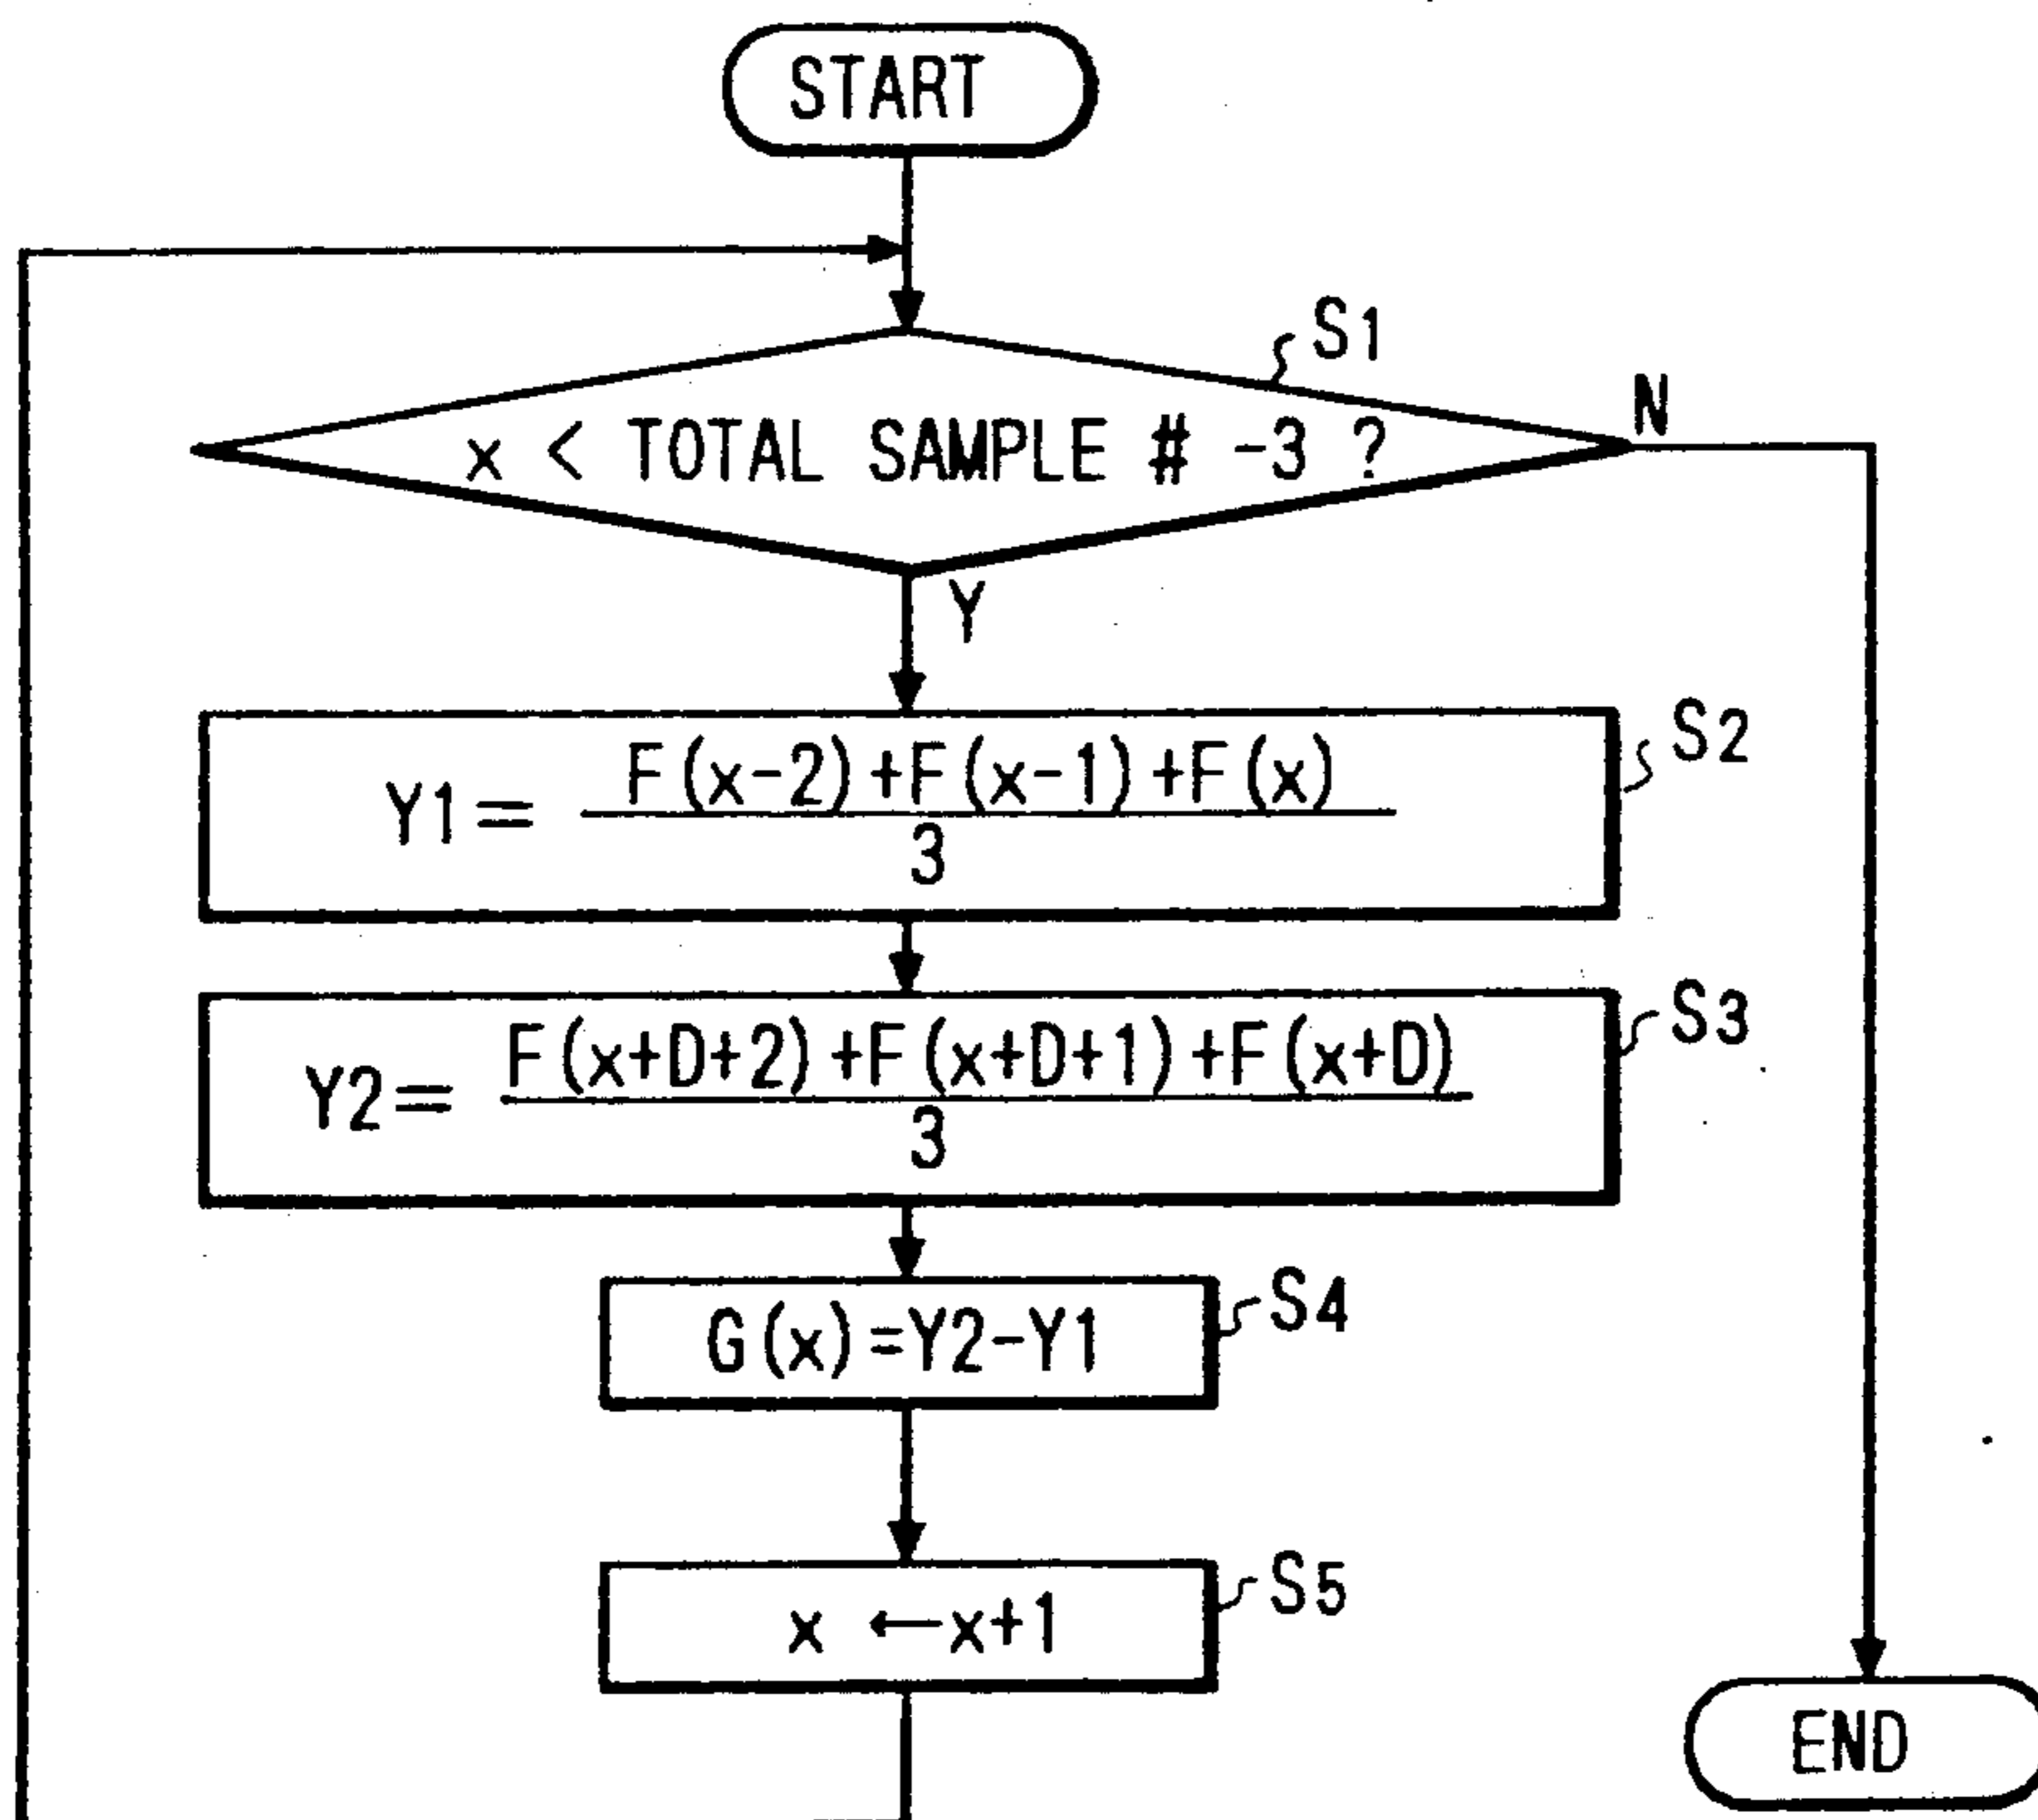 START
S1
x < TOTAL SAMPLE # -3 ?
N
Y
S2
F(x-2)+F(x-1)+F(x)
Y1=
3
S3
F(x+D+2)+F(x+D+1)+F(x+D)
Y2=
3
S4
G(x)=Y2-Y1
S5
x ←x+1
END